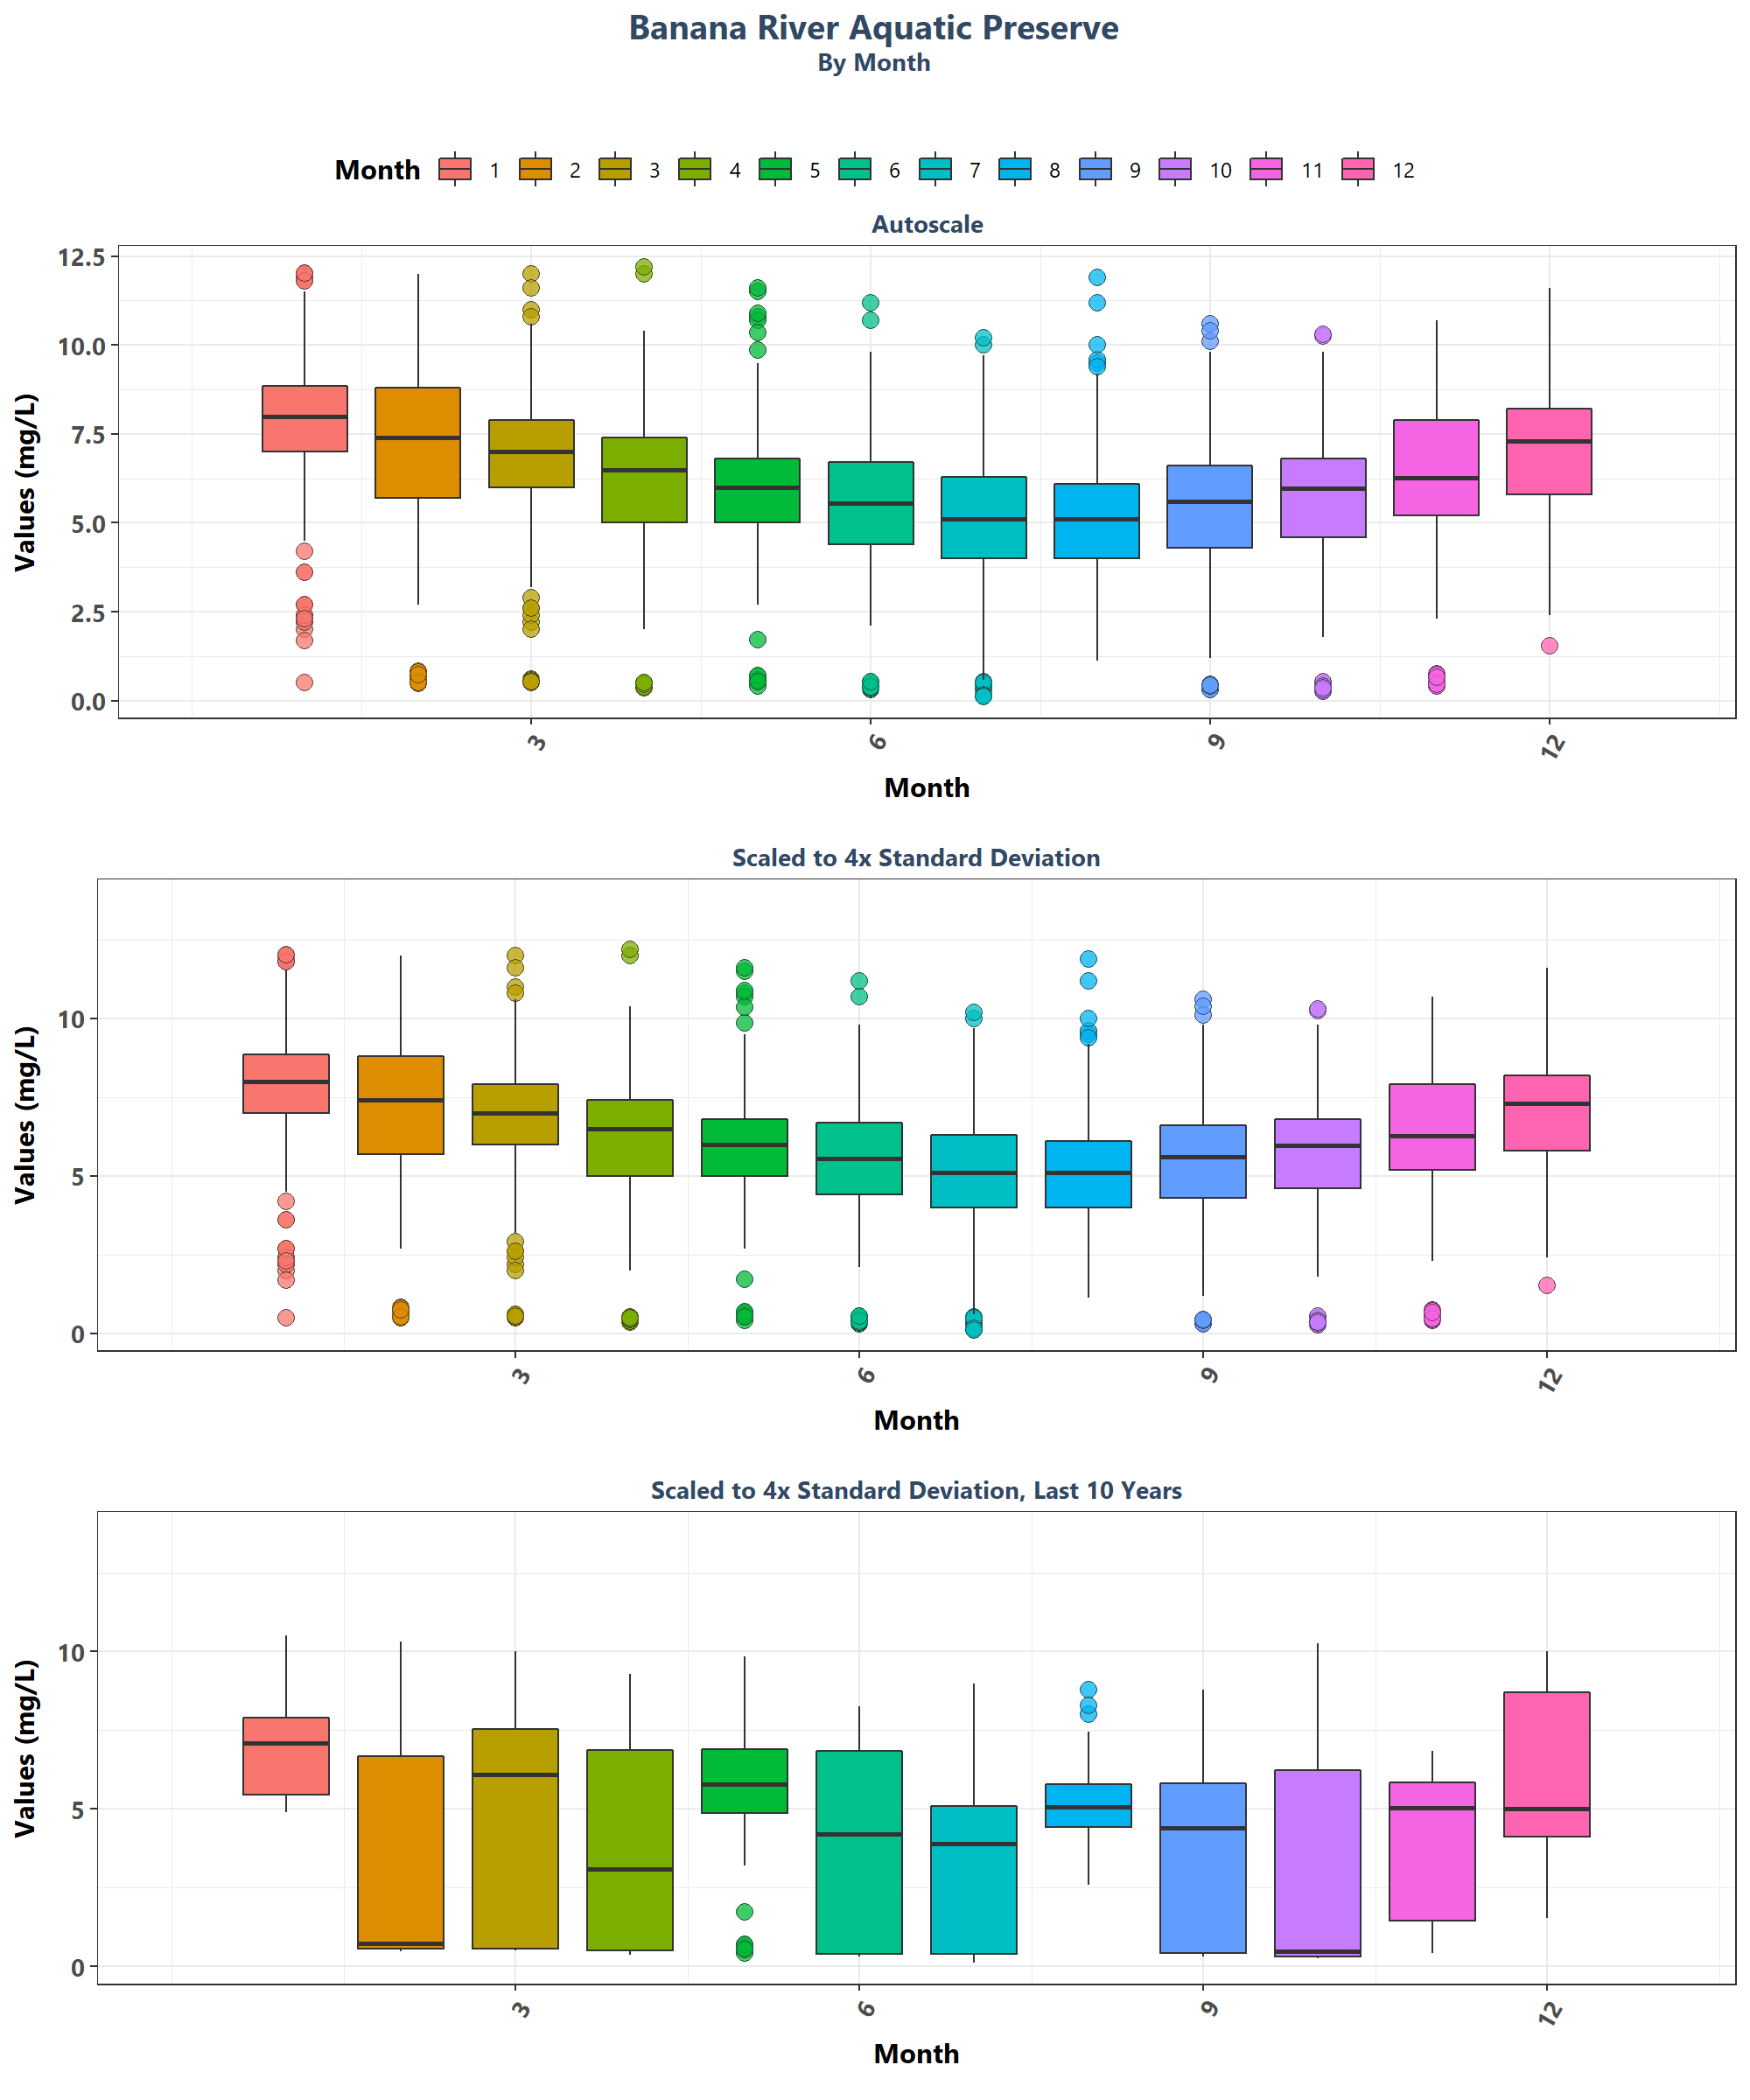 Banana River Aquatic Preserve
By Month
Month 1 2 3 4 5 6 7 8 9 10 11 12
Autoscale
Values (mg/L)
12.5
10.0
7.5
5.0
2.5
0.0
3 6 9 12
Month
Scaled to 4x Standard Deviation
Values (mg/L)
10
5
0
3 6 9 12
Month
Scaled to 4x Standard Deviation, Last 10 Years
Values (mg/L)
10
5
0
3 6 9 12
Month